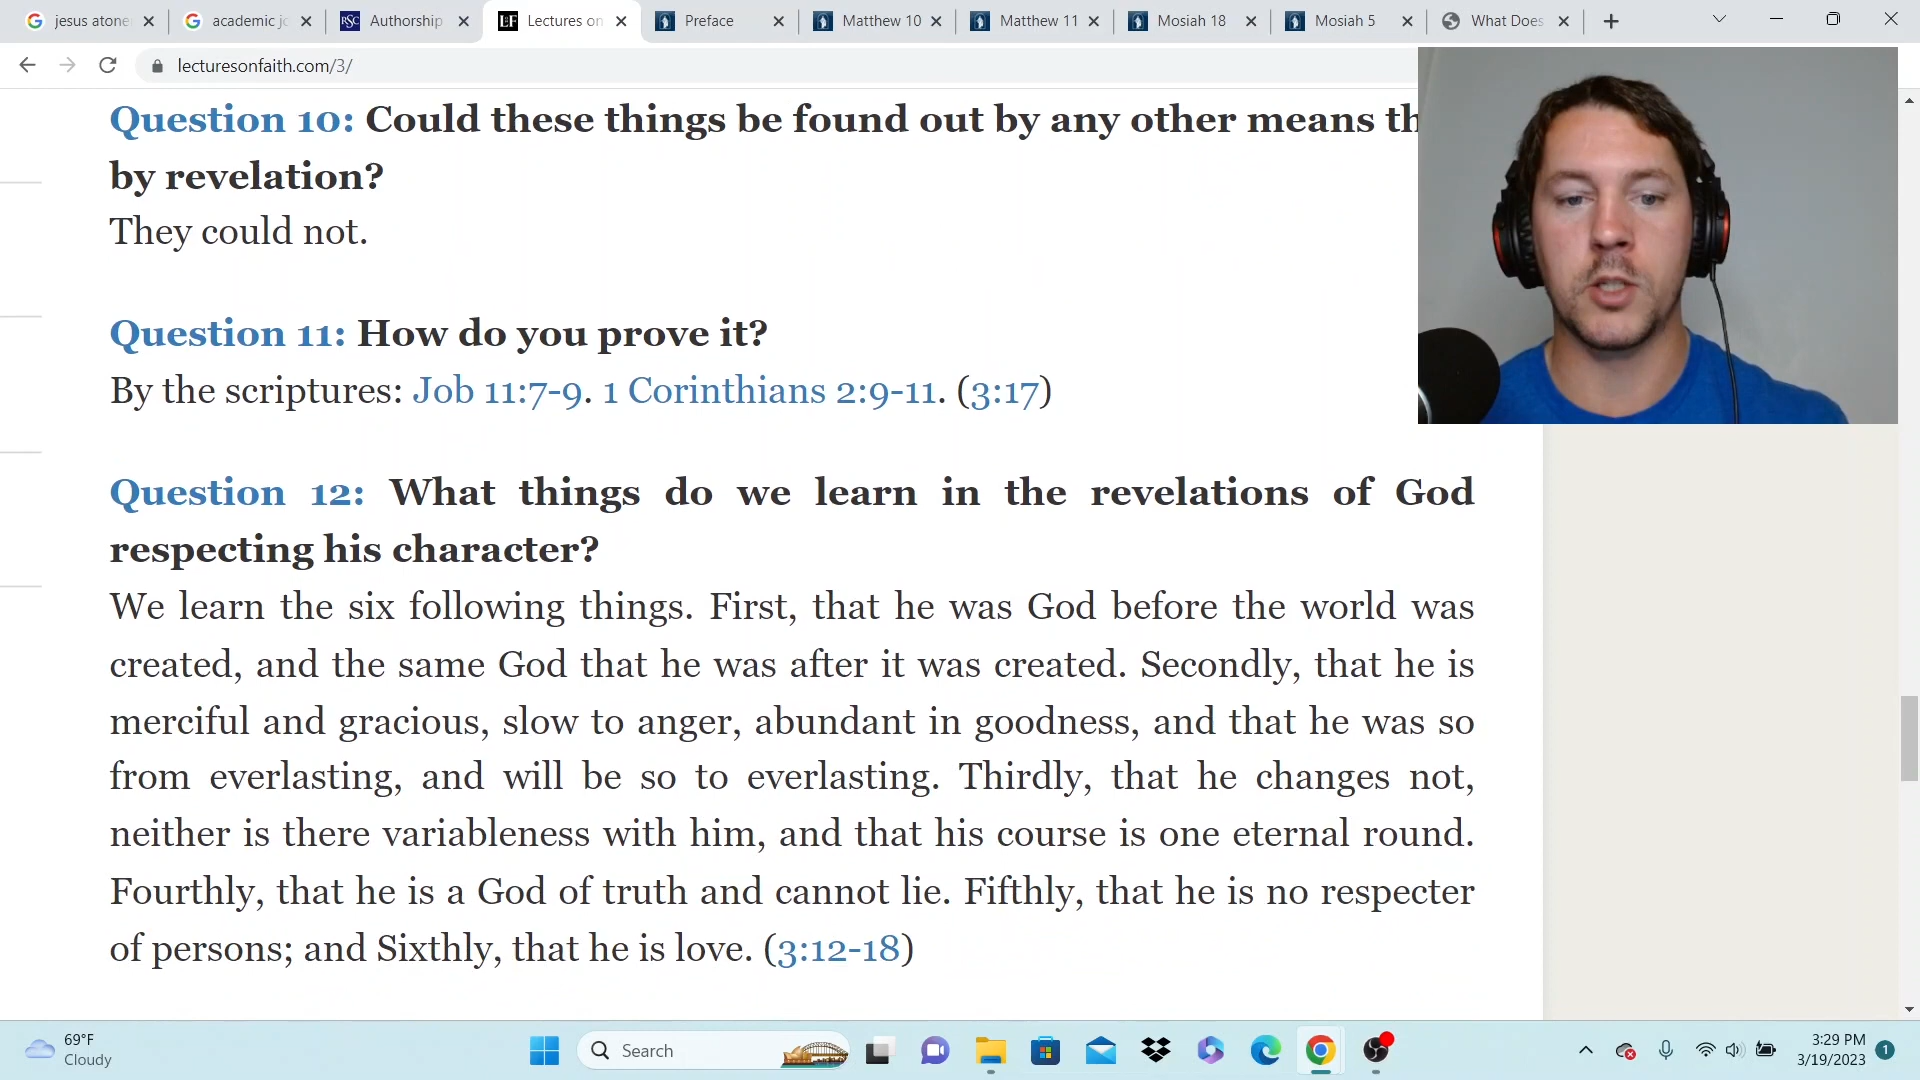 jesus atone
academic jo
RSC
Authorship
LoF
Lectures on
Preface
Matthew 10
Matthew 11
Mosiah 18
Mosiah 5
What Does
lecturesonfaith.com/3/
Question 10: Could these things be found out by any other means th
by revelation?
They could not.
Question 11: How do you prove it?
By the scriptures: Job 11:7-9. 1 Corinthians 2:9-11. (3:17)
Question 12: What things do we learn in the revelations of God
respecting his character?
We learn the six following things. First, that he was God before the world was
created, and the same God that he was after it was created. Secondly, that he is
merciful and gracious, slow to anger, abundant in goodness, and that he was so
from everlasting, and will be so to everlasting. Thirdly, that he changes not,
neither is there variableness with him, and that his course is one eternal round.
Fourthly, that he is a God of truth and cannot lie. Fifthly, that he is no respecter
of persons; and Sixthly, that he is love. (3:12-18)
69°F
Cloudy
Search
3:29 PM
3/19/2023
1